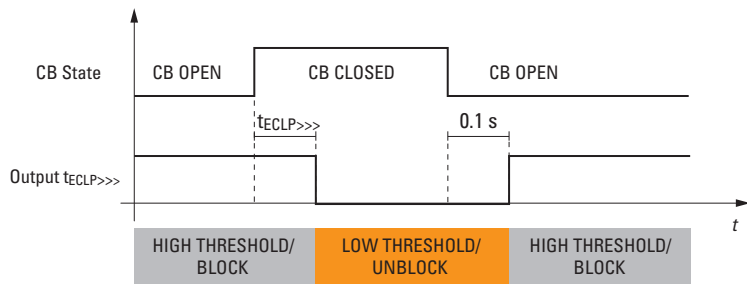 CB State
CB OPEN
CB CLOSED
CB OPEN
tECLP>>>
0.1 s
Output tECLP>>>
t
HIGH THRESHOLD/
BLOCK
LOW THRESHOLD/
UNBLOCK
HIGH THRESHOLD/
BLOCK